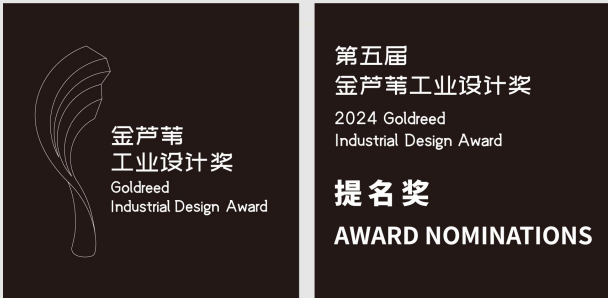 金芦苇
工业设计奖
Goldreed
Industrial Design Award
第五届
金芦苇工业设计奖
2024 Goldreed
Industrial Design Award
提名奖
AWARD NOMINATIONS